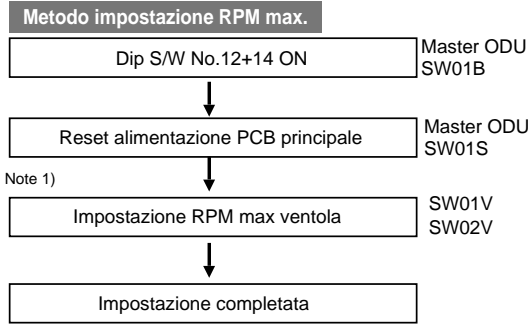 Metodo impostazione RPM max.
Dip S/W No.12+14 ON
Master ODU
SW01B
Reset alimentazione PCB principale
Master ODU
SW01S
Note 1)
Impostazione RPM max ventola
SW01V
SW02V
Impostazione completata